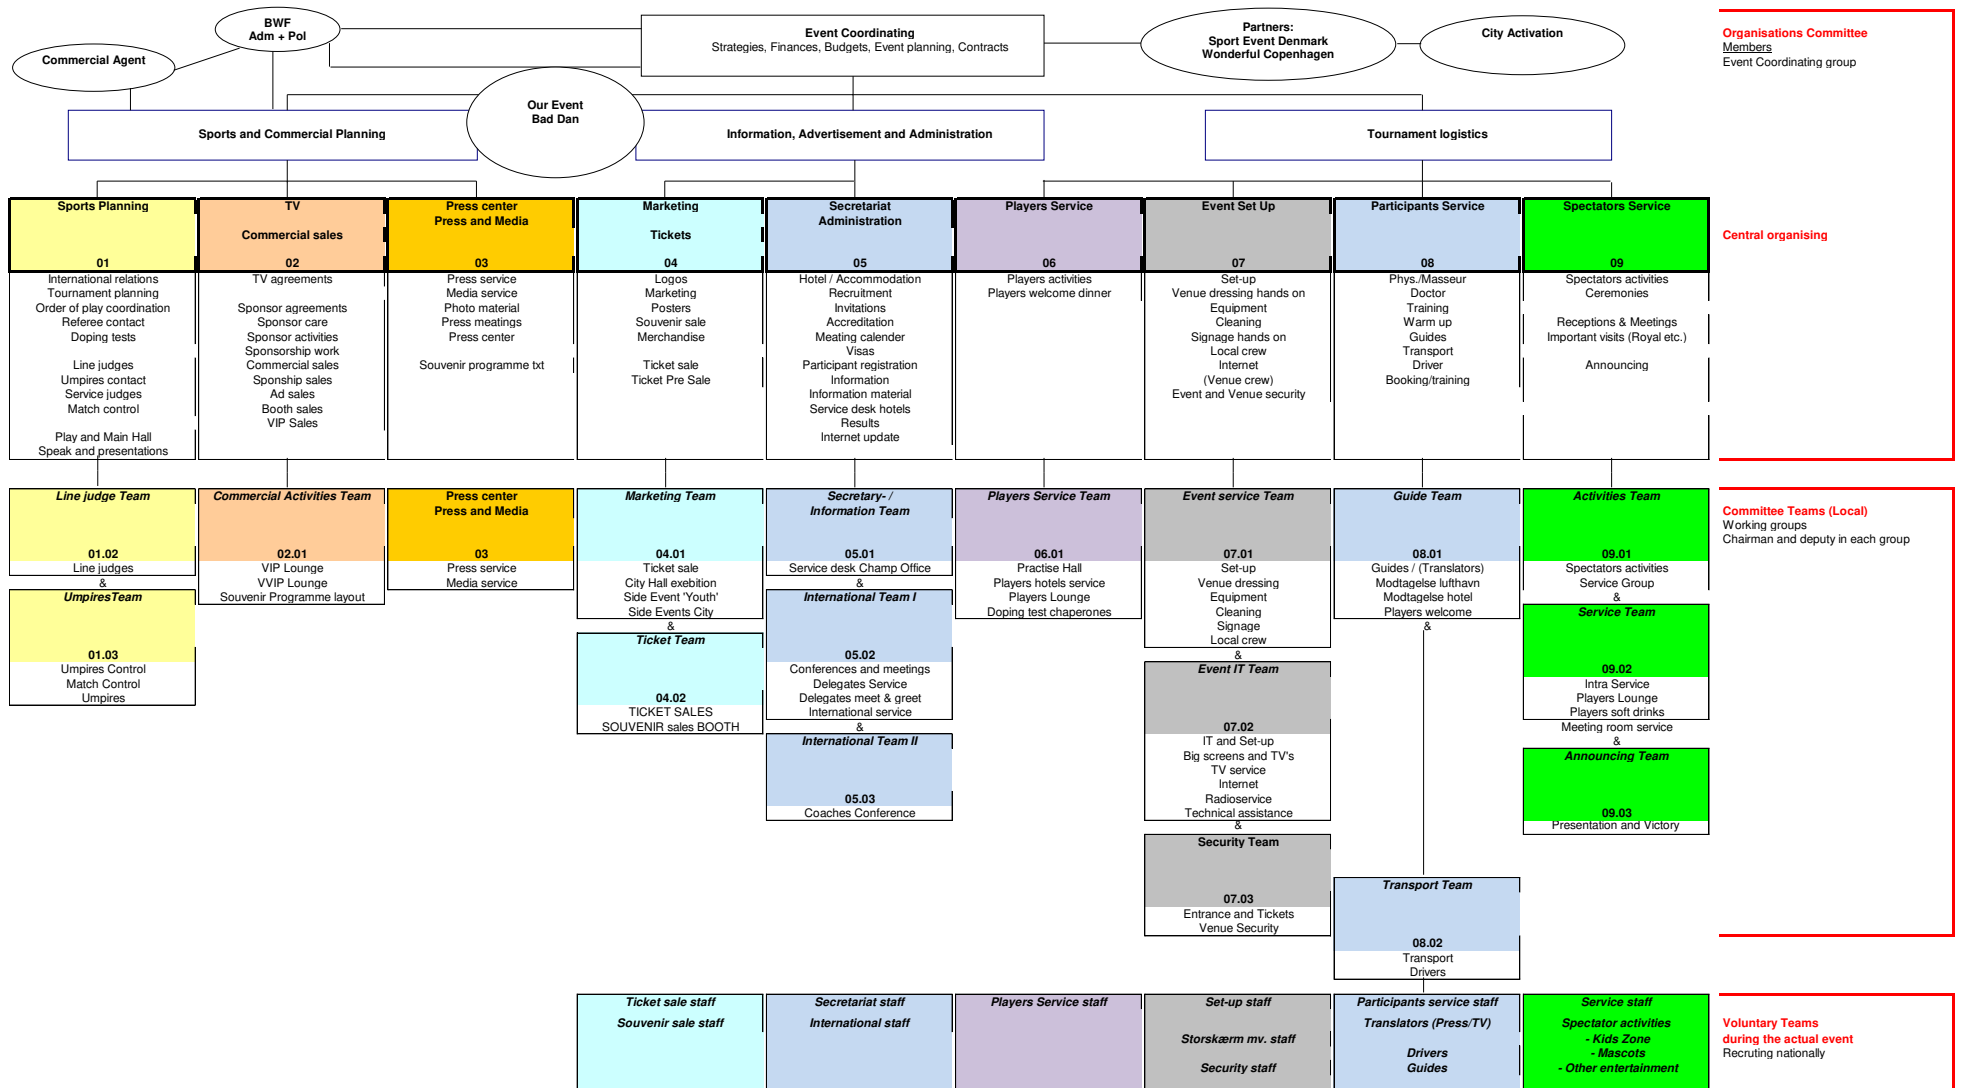 BWF
Adm + Pol
Commercial Agent
Event Coordinating
Strategies, Finances, Budgets, Event planning, Contracts
Partners:
Sport Event Denmark
Wonderful Copenhagen
City Activation
Organisations Committee
Members
Event Coordinating group
Our Event
Bad Dan
Sports and Commercial Planning
Information, Advertisement and Administration
Tournament logistics
Sports Planning
01
International relations
Tournament planning
Order of play coordination
Referee contact
Doping tests
Line judges
Umpires contact
Service judges
Match control
Play and Main Hall
Speak and presentations
TV
Commercial sales
02
TV agreements
Sponsor agreements
Sponsor care
Sponsor activities
Sponsorship work
Commercial sales
Sponship sales
Ad sales
Booth sales
VIP Sales
Press center
Press and Media
03
Press service
Media service
Photo material
Press meatings
Press center
Souvenir programme txt
Marketing
Tickets
04
Logos
Marketing
Posters
Souvenir sale
Merchandise
Ticket sale
Ticket Pre Sale
Secretariat
Administration
05
Hotel / Accommodation
Recruitment
Invitations
Accreditation
Meating calender
Visas
Participant registration
Information
Information material
Service desk hotels
Results
Internet update
Players Service
06
Players activities
Players welcome dinner
Event Set Up
07
Set-up
Venue dressing hands on
Equipment
Cleaning
Signage hands on
Local crew
Internet
(Venue crew)
Event and Venue security
Participants Service
08
Phys./Masseur
Doctor
Training
Warm up
Guides
Transport
Driver
Booking/training
Spectators Service
09
Spectators activities
Ceremonies
Receptions & Meetings
Important visits (Royal etc.)
Announcing
Central organising
Line judge Team
01.02
Line judges
&
UmpiresTeam
01.03
Umpires Control
Match Control
Umpires
Commercial Activities Team
02.01
VIP Lounge
VVIP Lounge
Souvenir Programme layout
Press center
Press and Media
03
Press service
Media service
Marketing Team
04.01
Ticket sale
City Hall exebition
Side Event 'Youth'
Side Events City
&
Ticket Team
04.02
TICKET SALES
SOUVENIR sales BOOTH
Secretary- /
Information Team
05.01
Service desk Champ Office
&
International Team I
05.02
Conferences and meetings
Delegates Service
Delegates meet & greet
International service
&
International Team II
05.03
Coaches Conference
Players Service Team
06.01
Practise Hall
Players hotels service
Players Lounge
Doping test chaperones
Event service Team
07.01
Set-up
Venue dressing
Equipment
Cleaning
Signage
Local crew
&
Event IT Team
07.02
IT and Set-up
Big screens and TV's
TV service
Internet
Radioservice
Technical assistance
&
Security Team
07.03
Entrance and Tickets
Venue Security
Guide Team
08.01
Guides / (Translators)
Modtagelse lufthavn
Modtagelse hotel
Players welcome
&
Transport Team
08.02
Transport
Drivers
Activities Team
09.01
Spectators activities
Service Group
&
Service Team
09.02
Intra Service
Players Lounge
Players soft drinks
Meeting room service
&
Announcing Team
09.03
Presentation and Victory
Committee Teams (Local)
Working groups
Chairman and deputy in each group
Ticket sale staff
Souvenir sale staff
Secretariat staff
International staff
Players Service staff
Set-up staff
Storskærm mv. staff
Security staff
Participants service staff
Translators (Press/TV)
Drivers
Guides
Service staff
Spectator activities
- Kids Zone
- Mascots
- Other entertainment
Voluntary Teams
during the actual event
Recruting nationally